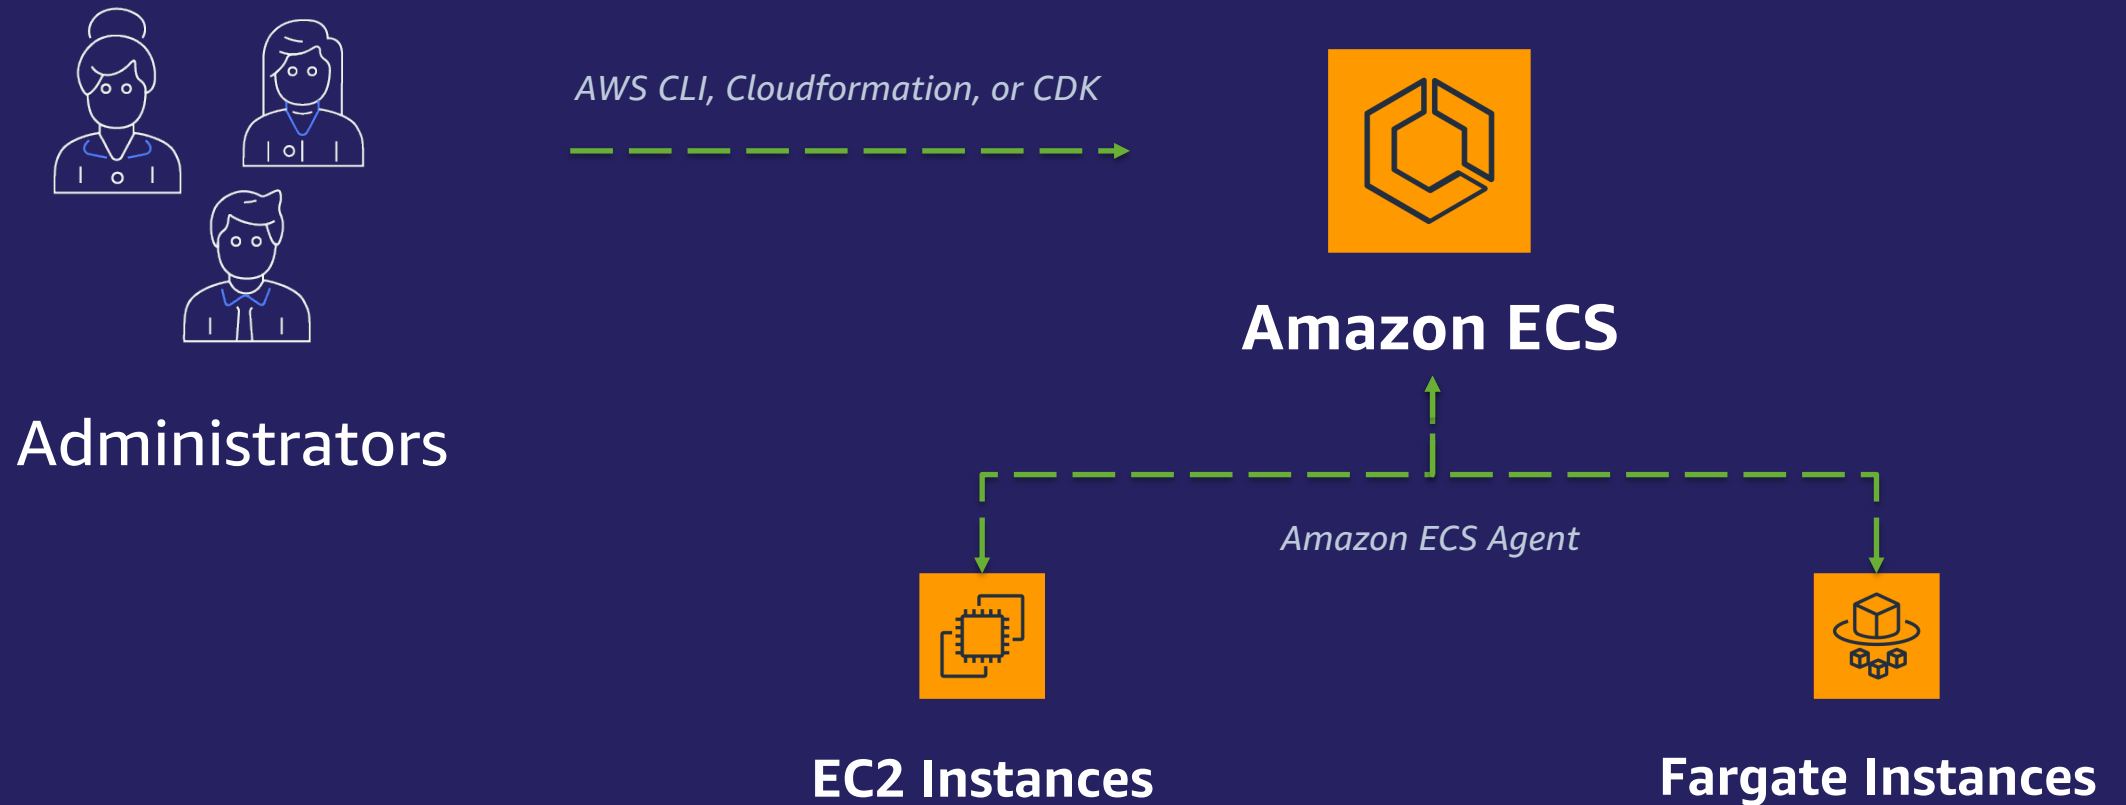 AWS CLI, Cloudformation, or CDK
Amazon ECS
Administrators
Amazon ECS Agent
EC2 Instances
Fargate Instances